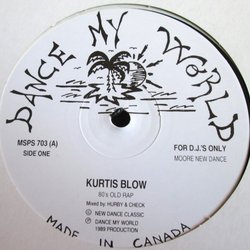 DANCE MY WORLD
MSPS 703 (A)
SIDE ONE
FOR D.J.'S ONLY
MOORE NEW DANCE
KURTIS BLOW
80's OLD RAP
Mixed by: HURBY & CHECK
Ⓒ NEW DANCE CLASSIC
Ⓟ DANCE MY WORLD
1989 PRODUCTION
MADE IN CANADA